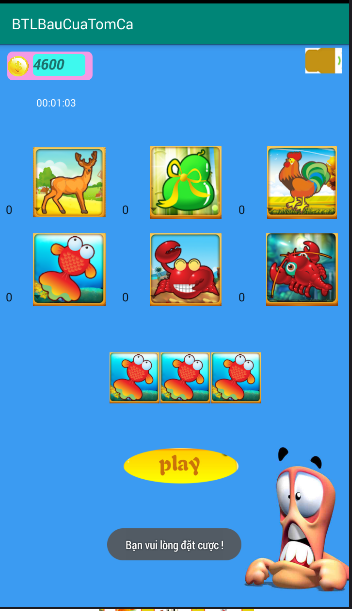 BTLBauCuaTomCa
4600
00:01:03
0 0 0
0 0 0
play
Bạn vui lòng đặt cược !